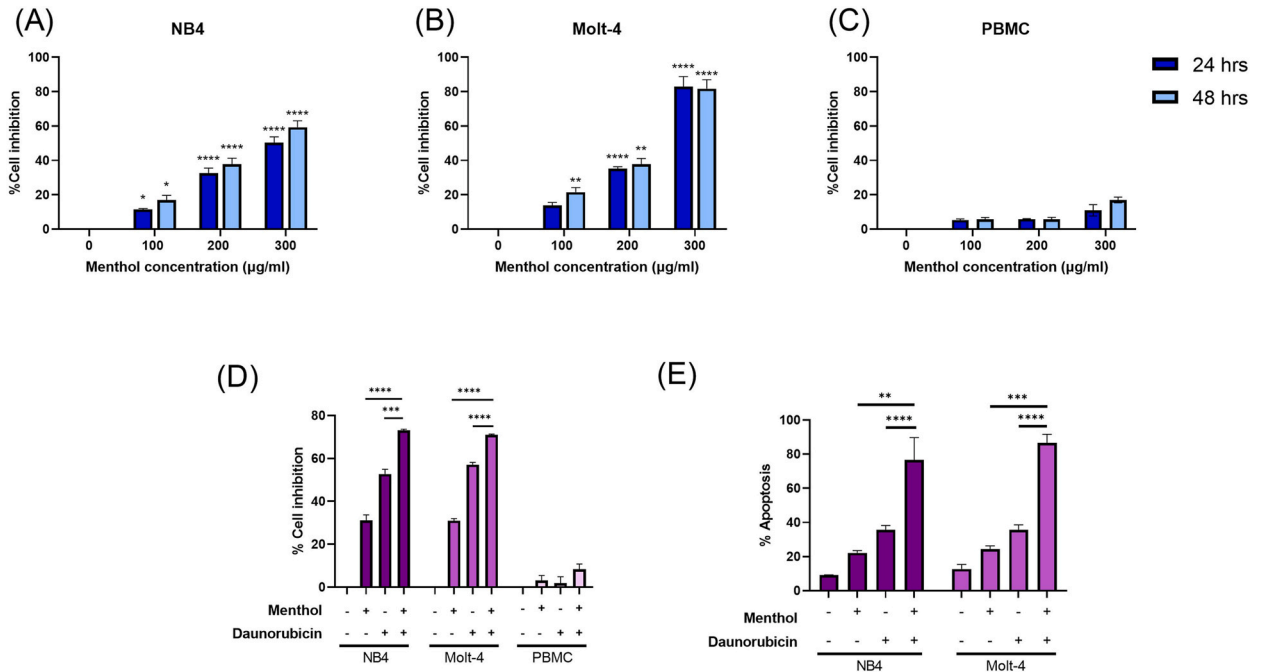 (A)
NB4
%Cell inhibition
100
80
60
40
20
0
* * **** **** **** ****
0 100 200 300
Menthol concentration (µg/ml)
(B)
Molt-4
%Cell inhibition
100
80
60
40
20
0
** **** ** **** ****
0 100 200 300
Menthol concentration (µg/ml)
(C)
PBMC
%Cell inhibition
100
80
60
40
20
0
0 100 200 300
Menthol concentration (µg/ml)
24 hrs
48 hrs
(D)
% Cell inhibition
80
60
40
20
0
**** ****
*** ****
Menthol - + - + - + - + - + - +
Daunorubicin - - + + - - + + - - + +
NB4 Molt-4 PBMC
(E)
% Apoptosis
100
80
60
40
20
0
** ***
**** ****
Menthol - + - + - + - +
Daunorubicin - - + + - - + +
NB4 Molt-4